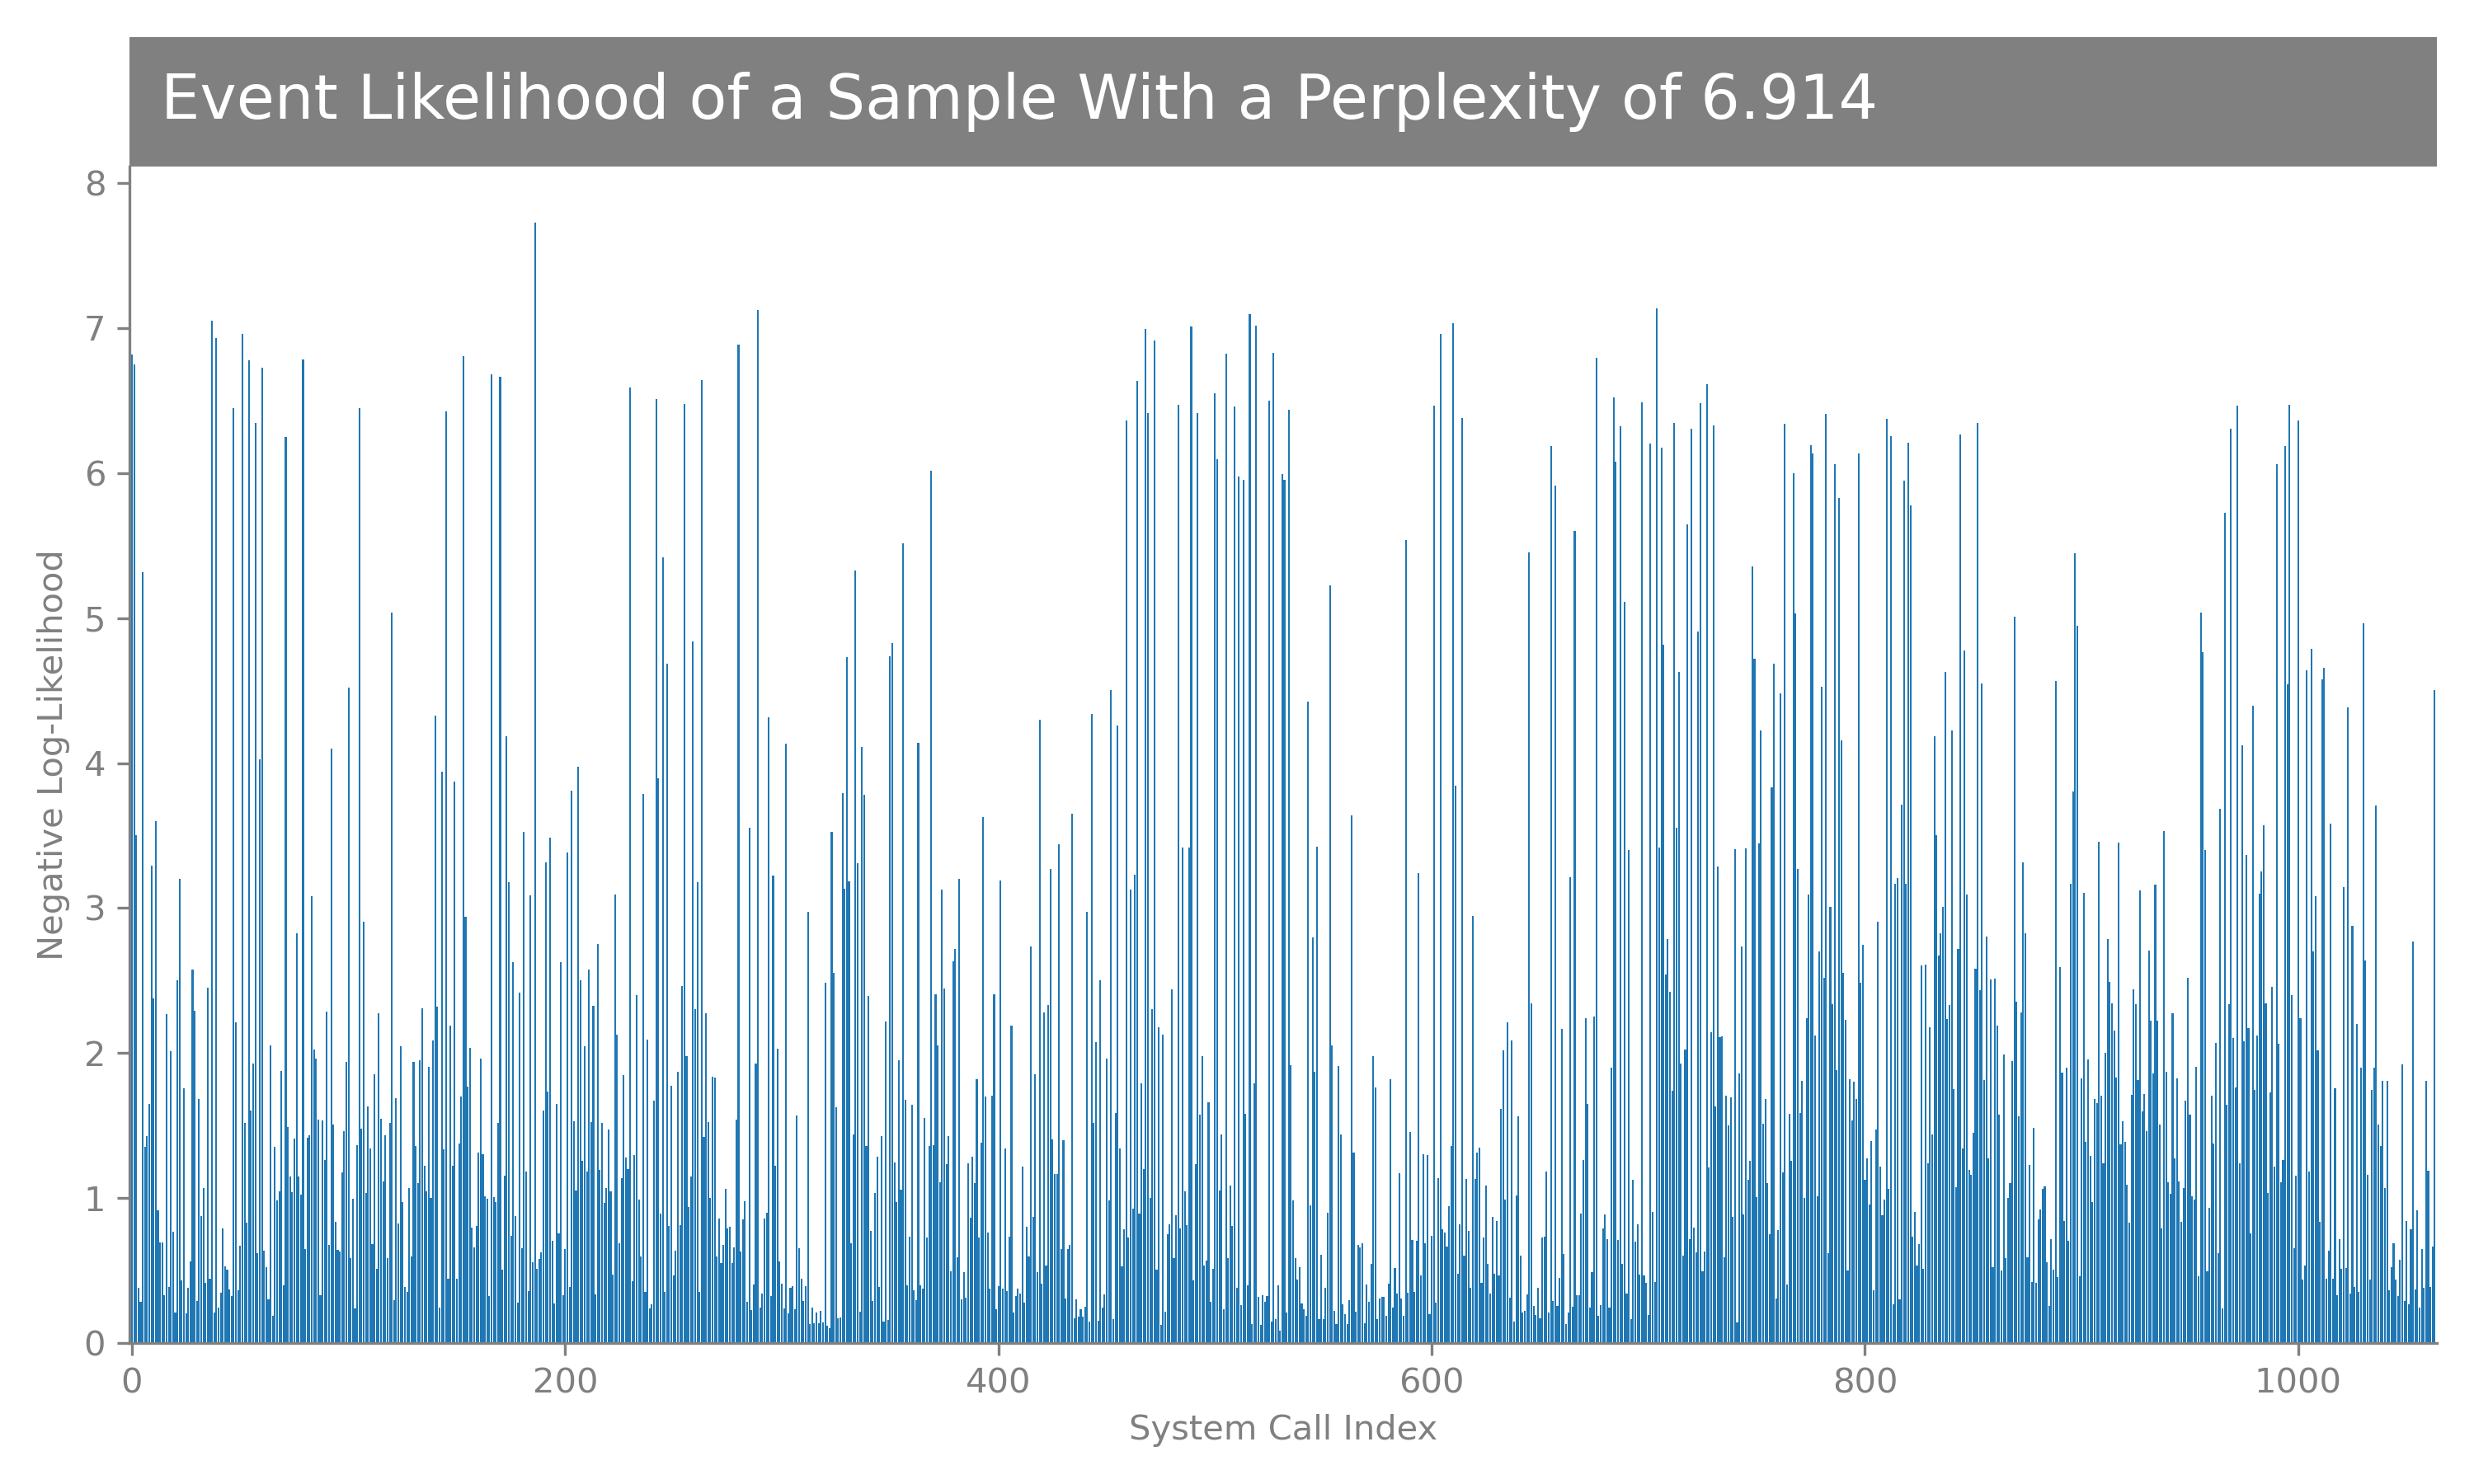 Event Likelihood of a Sample With a Perplexity of 6.914
8
7
6
5
4
3
2
1
0
Negative Log-Likelihood
0 200 400 600 800 1000
System Call Index